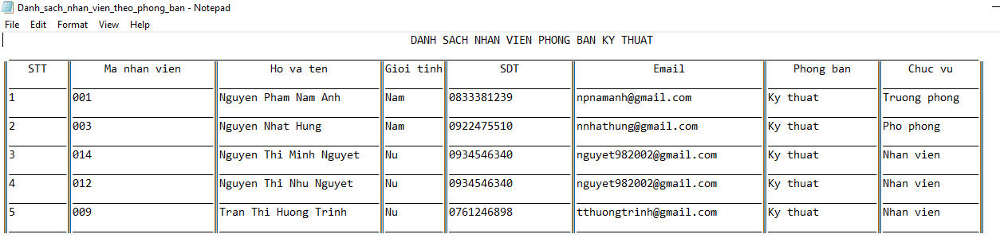 Danh_sach_nhan_vien_theo_phong_ban - Notepad
File Edit Format View Help
DANH SACH NHAN VIEN PHONG BAN KY THUAT
STT Ma nhan vien Ho va ten Gioi tinh SDT Email Phong ban Chuc vu
1 001 Nguyen Pham Nam Anh Nam 0833381239 npnamanh@gmail.com Ky thuat Truong phong
2 003 Nguyen Nhat Hung Nam 0922475510 nnhathung@gmail.com Ky thuat Pho phong
3 014 Nguyen Thi Minh Nguyet Nu 0934546340 nguyet982002@gmail.com Ky thuat Nhan vien
4 012 Nguyen Thi Nhu Nguyet Nu 0934546340 nguyet982002@gmail.com Ky thuat Nhan vien
5 009 Tran Thi Huong Trinh Nu 0761246898 tthuongtrinh@gmail.com Ky thuat Nhan vien